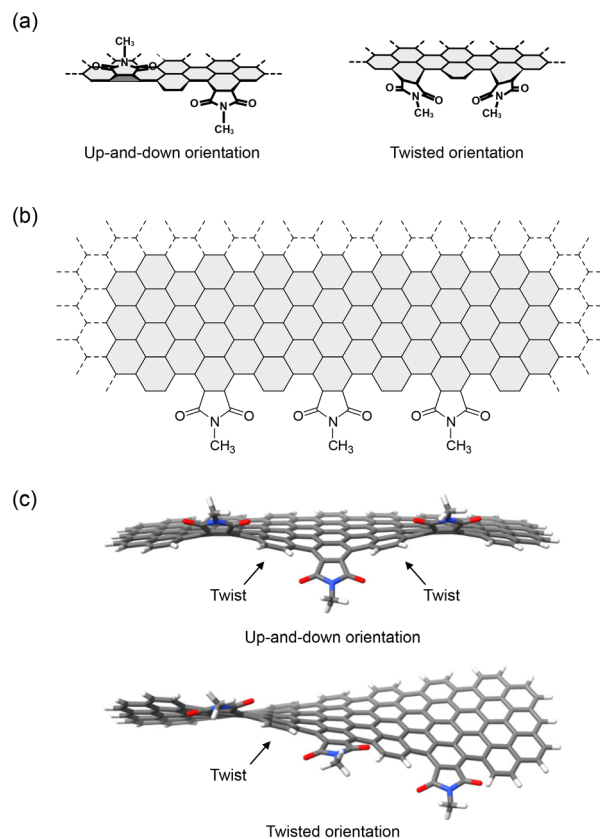 (a)
CH₃
N
O O
O O
N
CH₃
O O
N
CH₃
O O
N
CH₃
Up-and-down orientation
Twisted orientation
(b)
O O O O O O
N N N
CH₃ CH₃ CH₃
(c)
Twist
Twist
Up-and-down orientation
Twist
Twisted orientation